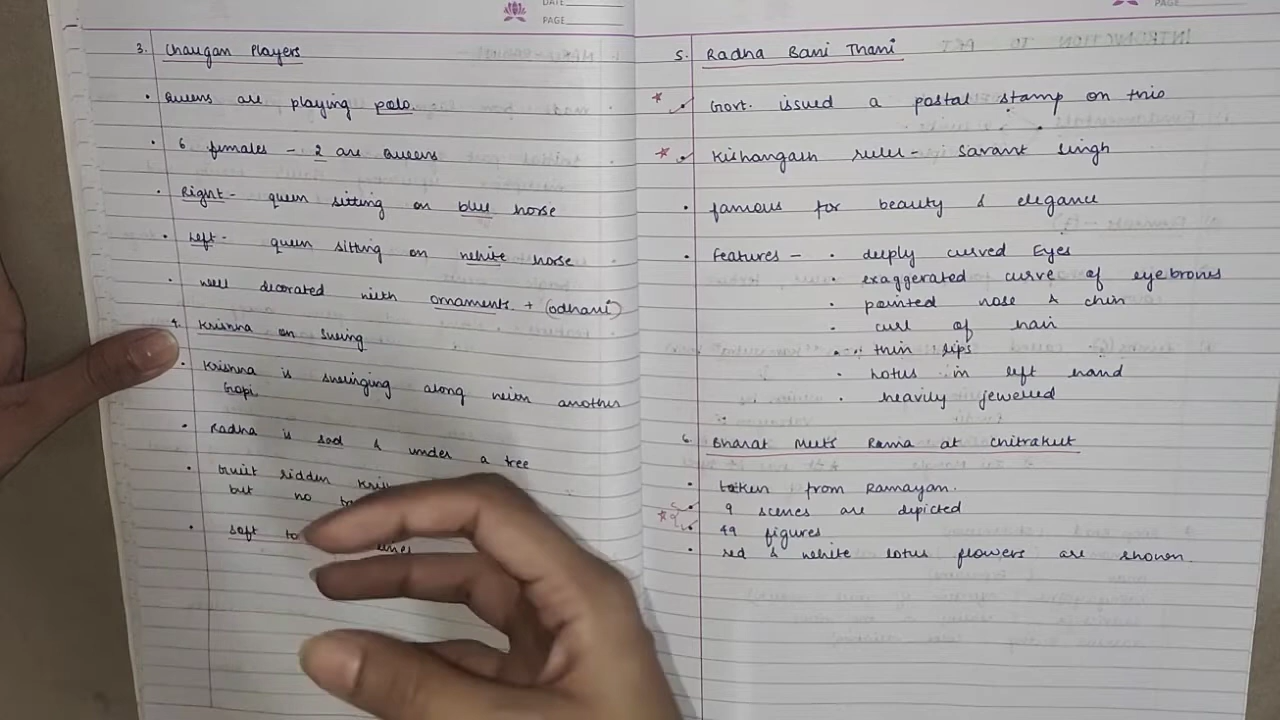 DATE
PAGE
3. Chaugan Players
• Queens are playing polo.
• 6 females - 2 are queens
• Right - queen sitting on blue horse
• Left - queen sitting on white horse
• well decorated with ornaments + (odhani)
4. Krishna on swing
• Krishna is swinging along with another
Gopi
• Radha is sad & under a tree
• Guilt ridden
but no
• soft to lines
PAGE
5. Radha Bani Thani
* Govt. issued a postal stamp on this
* Kishangarh ruler - Savant Singh
• famous for beauty & elegance
• Features - • deeply curved Eyes
• exaggerated curve of eyebrows
• pointed nose & chin
• curl of hair
• thin lips
• Lotus in left hand
• heavily jewelled
6. Bharat Meets Rama at Chitrakut
• taken from Ramayan.
* 9 scenes are depicted
49 figures
• red & white lotus flowers are shown.